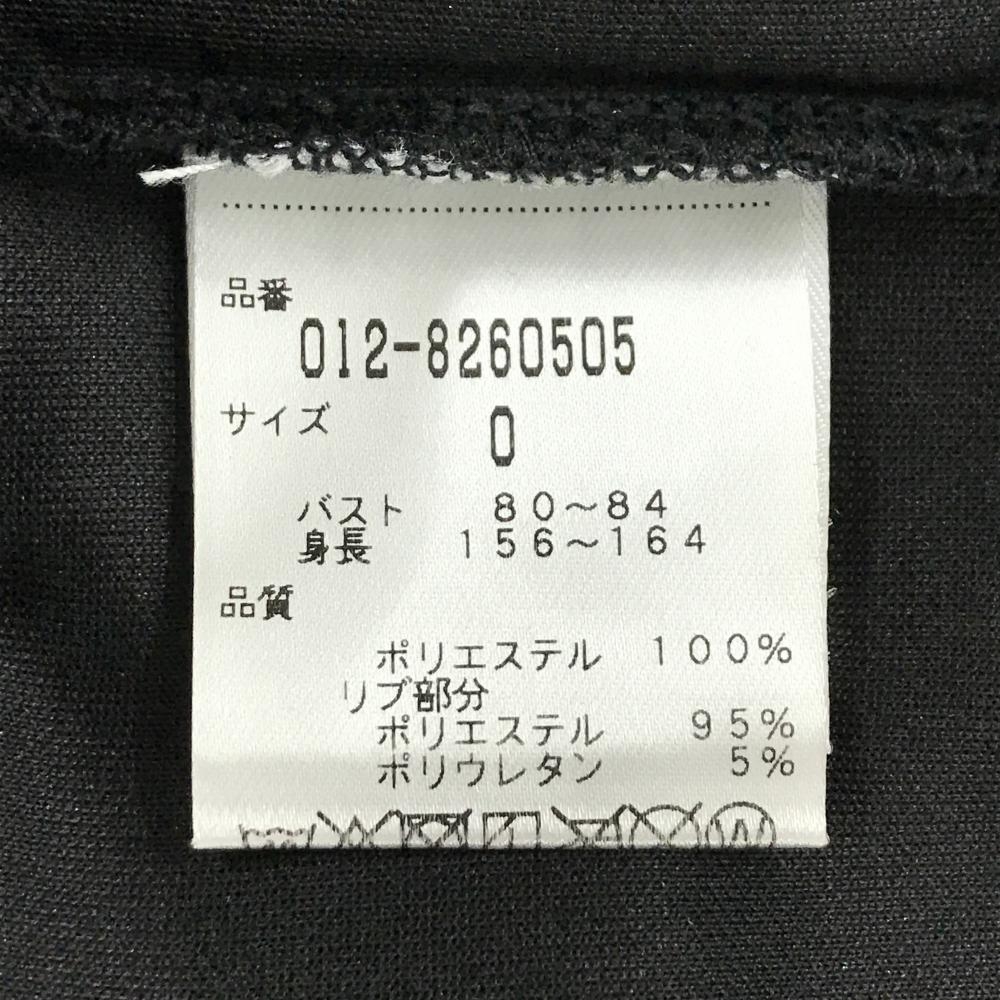 品番
012-8260505
サイズ 0
バスト 80～84
身長 156～164
品質
ポリエステル 100%
リブ部分
ポリエステル 95%
ポリウレタン 5%
W